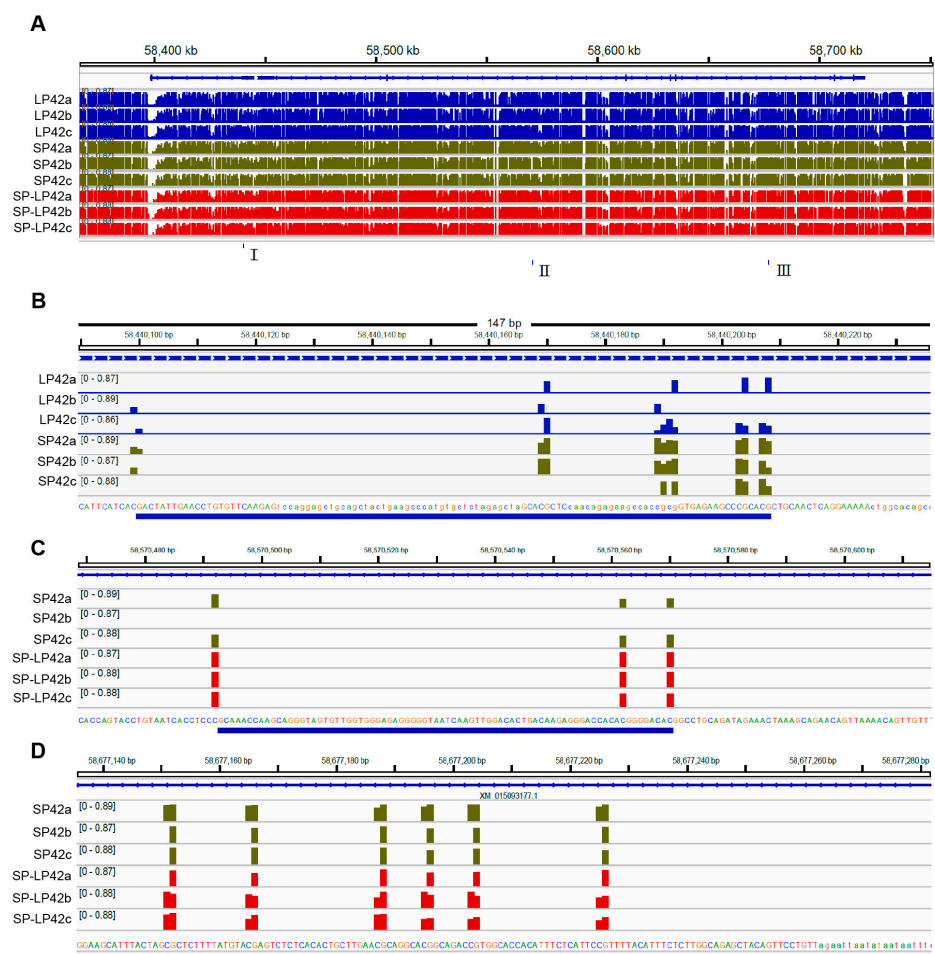 A
58,400 kb 58,500 kb 58,600 kb 58,700 kb
LP42a
LP42b
LP42c
SP42a
SP42b
SP42c
SP-LP42a
SP-LP42b
SP-LP42c
I
II
III
B
147 bp
58,440,100 bp 58,440,120 bp 58,440,140 bp 58,440,160 bp 58,440,180 bp 58,440,200 bp 58,440,220 bp
LP42a [0 - 0.87]
LP42b [0 - 0.89]
LP42c [0 - 0.86]
SP42a [0 - 0.89]
SP42b [0 - 0.87]
SP42c [0 - 0.88]
CATTCATCACGACTATTGAACCTGTGTTCAAGAGtccaggagctgcagctactgaagcccatgtgctctagagctAGCACGCTCcaacagagaagccaccgcgGTGAGAAGCCCGCACGCTGCAACTCAGGAAAAActggcacagca
C
58,570,480 bp 58,570,500 bp 58,570,520 bp 58,570,540 bp 58,570,560 bp 58,570,580 bp 58,570,600 bp
SP42a [0 - 0.89]
SP42b [0 - 0.87]
SP42c [0 - 0.88]
SP-LP42a [0 - 0.87]
SP-LP42b [0 - 0.88]
SP-LP42c [0 - 0.88]
CACCAGTACCTGTAATCACCTCCCGCAAACCAAGCAGGGTAGTGTTGGTGGGAGAGGGGGTAATCAAGTTGGACACTGACAAGAGGGACCACACGGGGACACGGCCTGCAGATAGAAACTAAAGCAGAACAGTTAAAACAGTTGTTT
D
58,677,140 bp 58,677,160 bp 58,677,180 bp 58,677,200 bp 58,677,220 bp 58,677,240 bp 58,677,260 bp 58,677,280 bp
XM_015093177.1
SP42a [0 - 0.89]
SP42b [0 - 0.87]
SP42c [0 - 0.88]
SP-LP42a [0 - 0.87]
SP-LP42b [0 - 0.88]
SP-LP42c [0 - 0.88]
GGAAGCATTTACTAGCGCTCTTTTATGTACGAGTCTCTCACACTGCTTGAACGCAGGCACGGCAGACCGTGGCACCACATTTCTCATTCCGTTTTACATTTCTCTTGGCAGAGCTACAGTTCCTGTTagaattaatataataattt